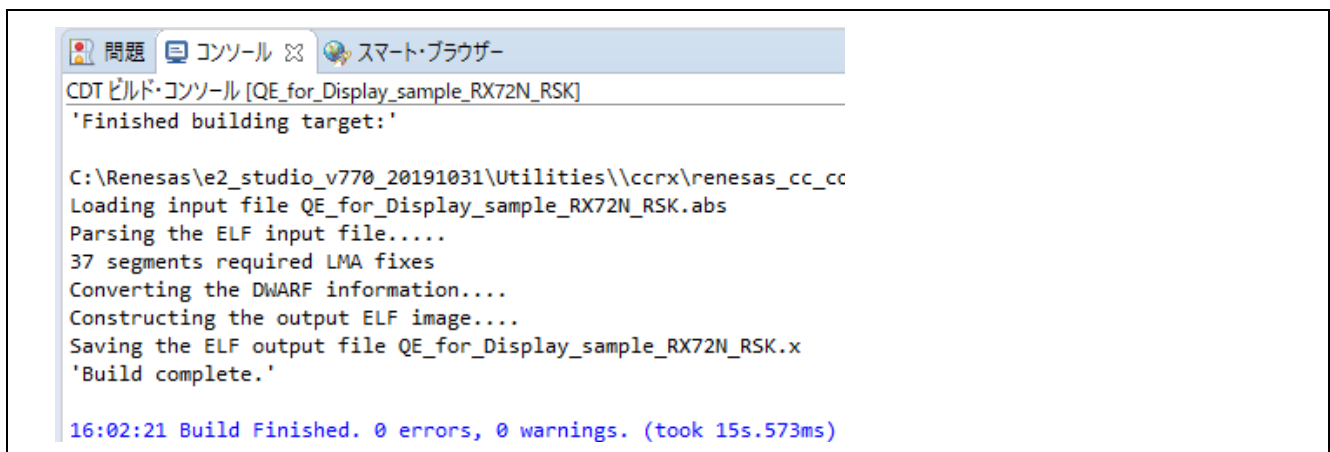 問題 コンソール スマート・ブラウザー
CDT ビルド・コンソール [QE_for_Display_sample_RX72N_RSK]
'Finished building target:'
C:\Renesas\e2_studio_v770_20191031\Utilities\\ccrx\renesas_cc_cc
Loading input file QE_for_Display_sample_RX72N_RSK.abs
Parsing the ELF input file.....
37 segments required LMA fixes
Converting the DWARF information....
Constructing the output ELF image....
Saving the ELF output file QE_for_Display_sample_RX72N_RSK.x
'Build complete.'
16:02:21 Build Finished. 0 errors, 0 warnings. (took 15s.573ms)